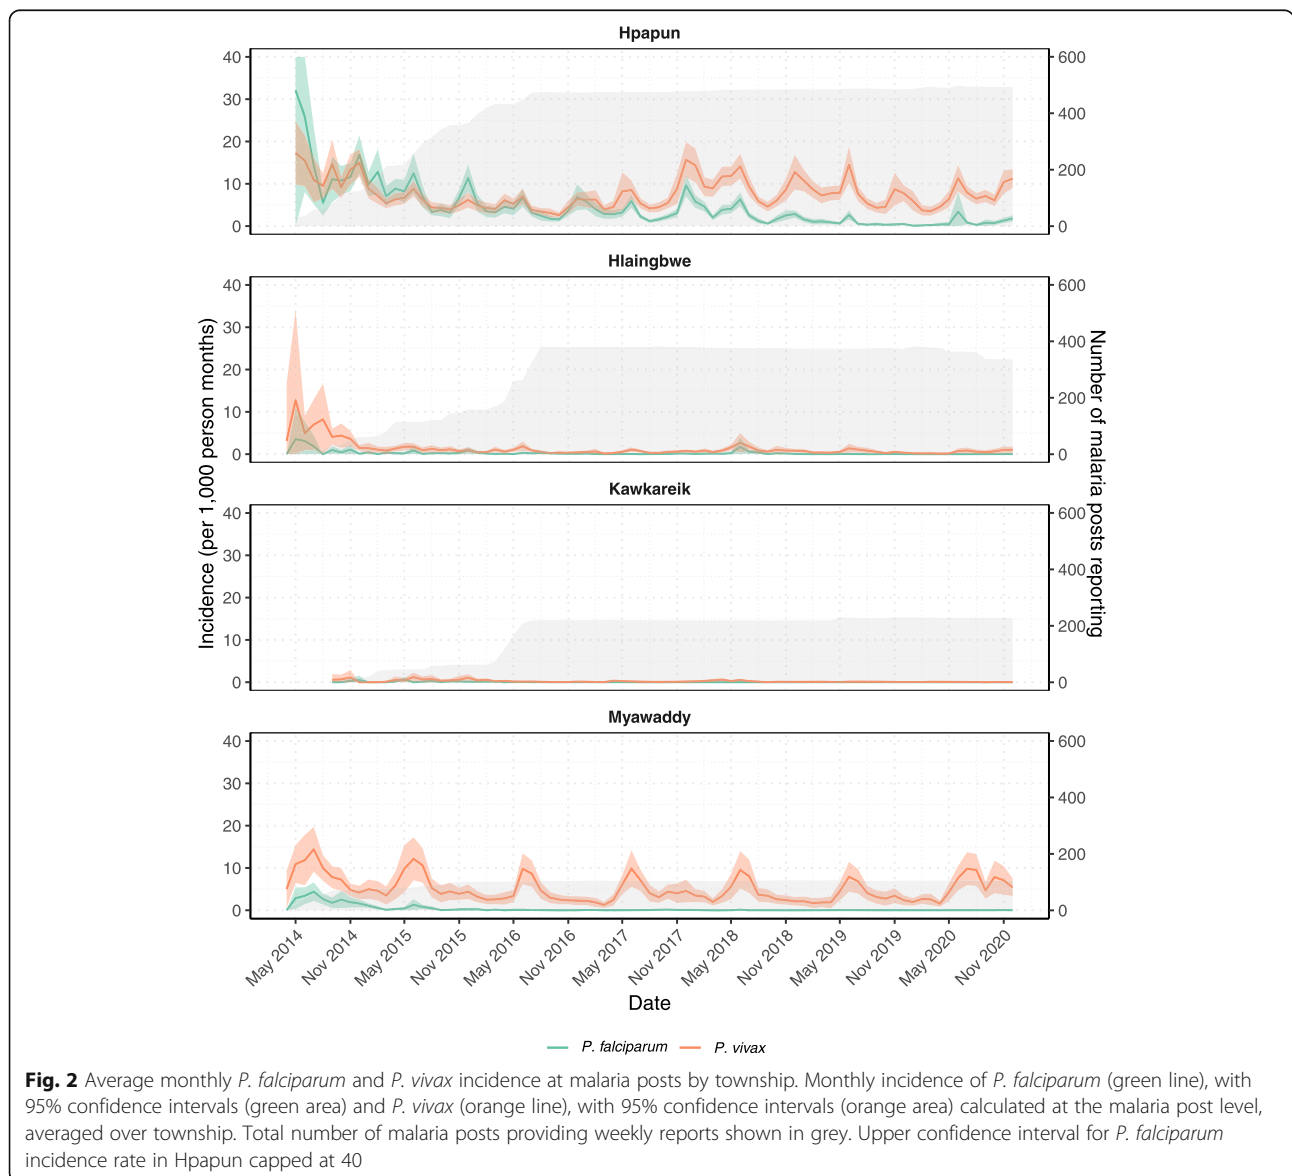 Hpapun
40
30
20
10
0
600
400
200
0
Hlaingbwe
40
30
20
10
0
600
400
200
0
Kawkareik
40
30
20
10
0
600
400
200
0
Myawaddy
40
30
20
10
0
600
400
200
0
Incidence (per 1,000 person months)
Number of malaria posts reporting
May 2014
Nov 2014
May 2015
Nov 2015
May 2016
Nov 2016
May 2017
Nov 2017
May 2018
Nov 2018
May 2019
Nov 2019
May 2020
Nov 2020
Date
P. falciparum P. vivax
Fig. 2 Average monthly P. falciparum and P. vivax incidence at malaria posts by township. Monthly incidence of P. falciparum (green line), with
95% confidence intervals (green area) and P. vivax (orange line), with 95% confidence intervals (orange area) calculated at the malaria post level,
averaged over township. Total number of malaria posts providing weekly reports shown in grey. Upper confidence interval for P. falciparum
incidence rate in Hpapun capped at 40